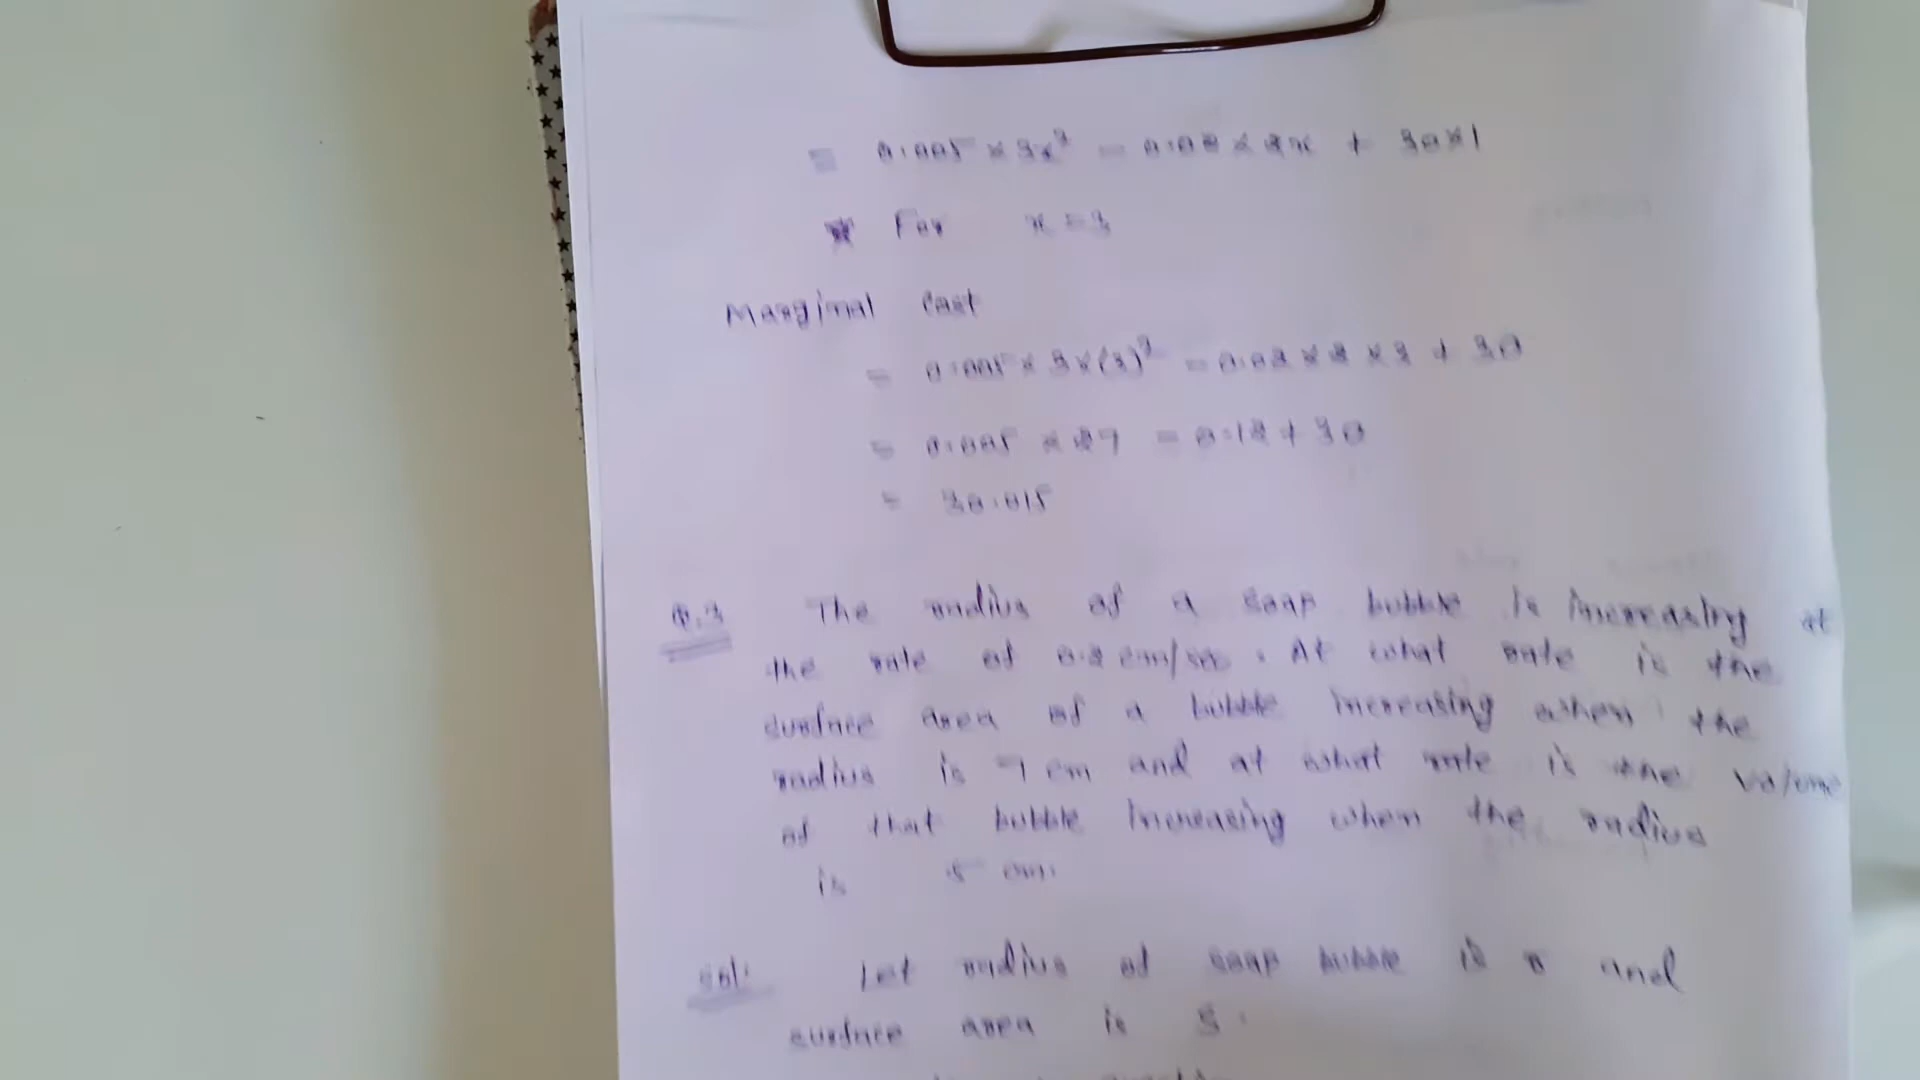 = 0.005 × 3x² - 0.02 × 2x + 30×1
* For x = 3
Marginal Cost
= 0.005 × 3 × (3)² - 0.02 × 2 × 3 + 30
= 0.005 × 27 - 0.12 + 30
= 30.015
Q.3 The radius of a soap bubble is increasing at
the rate of 0.2 cm/sec. At what rate is the
surface area of a bubble increasing when the
radius is 7 cm and at what rate is the volume
of that bubble increasing when the radius
is 5 cm.
Sol: Let radius of soap bubble is r and
surface area is S.